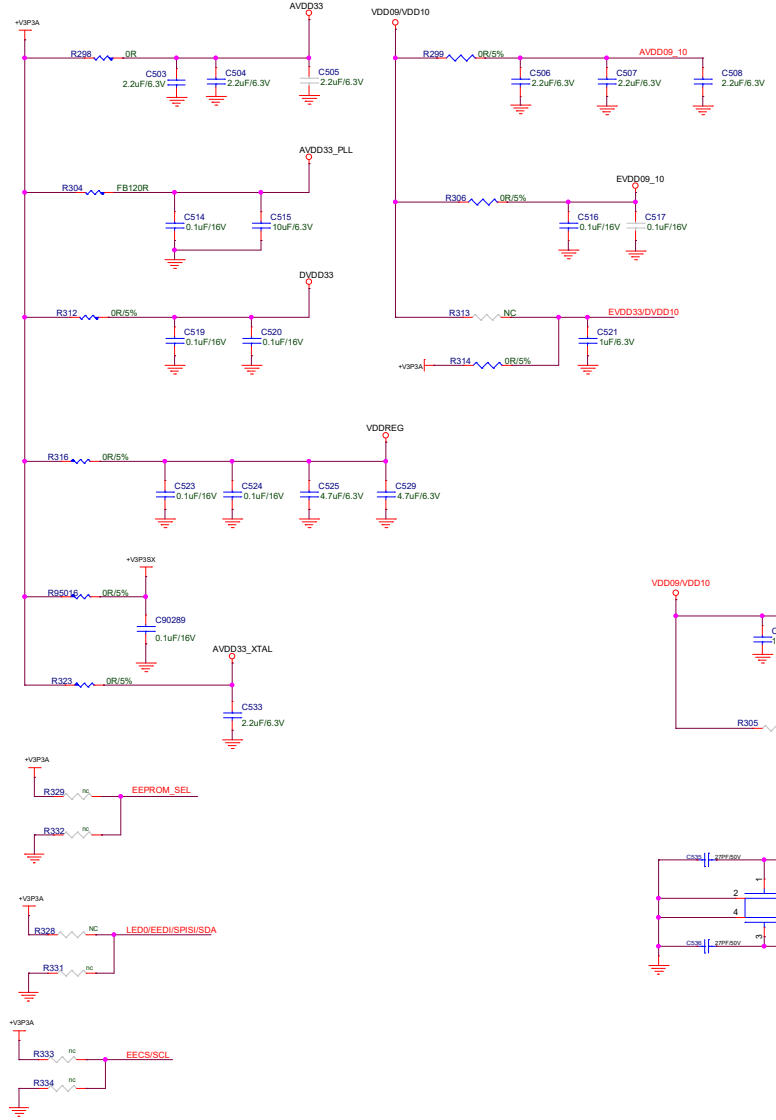 AVDD33
VDD09/VDD10
+V3P3A
R298 0R
R299 0R/5%
AVDD09_10
C503
2.2uF/6.3V
C504
2.2uF/6.3V
C505
2.2uF/6.3V
C506
2.2uF/6.3V
C507
2.2uF/6.3V
C508
2.2uF/6.3V
AVDD33_PLL
R304 FB120R
EVDD09_10
R306 0R/5%
C514
0.1uF/16V
C515
10uF/6.3V
C516
0.1uF/16V
C517
0.1uF/16V
DVDD33
R312 0R/5%
R313 NC
EVDD33/DVDD10
C519
0.1uF/16V
C520
0.1uF/16V
C521
1uF/6.3V
+V3P3A
R314 0R/5%
VDDREG
R316 0R/5%
C523
0.1uF/16V
C524
0.1uF/16V
C525
4.7uF/6.3V
C529
4.7uF/6.3V
+V3P3SX
R95016 0R/5%
VDD09/VDD10
C90289
0.1uF/16V
C
1
AVDD33_XTAL
R323 0R/5%
C533
2.2uF/6.3V
R305
+V3P3A
R329 nc
EEPROM_SEL
R332 nc
C535 27PF/50V
1
2
4
3
C536 27PF/50V
+V3P3A
R328 NC
LED0/EEDI/SPISI/SDA
R331 nc
+V3P3A
R333 nc
EECS/SCL
R334 nc